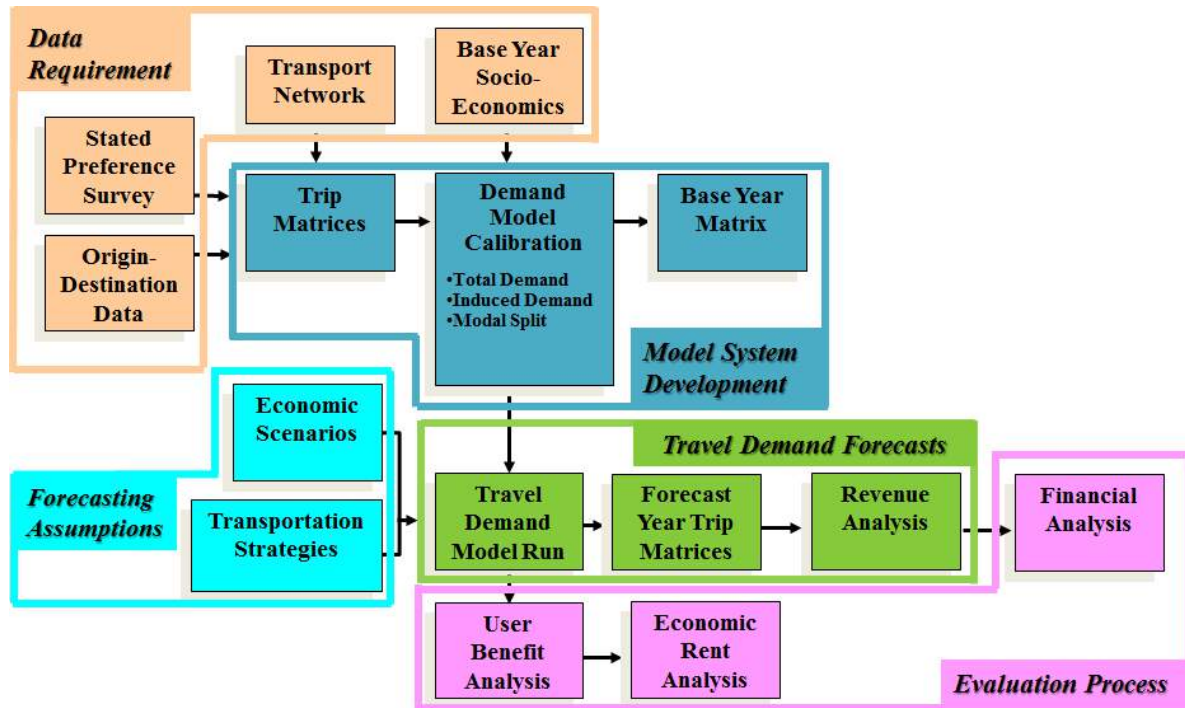 Data
Requirement
Transport
Network
Base Year
Socio-
Economics
Stated
Preference
Survey
Origin-
Destination
Data
Trip
Matrices
Demand
Model
Calibration
•Total Demand
•Induced Demand
•Modal Split
Base Year
Matrix
Model System
Development
Economic
Scenarios
Forecasting
Assumptions
Transportation
Strategies
Travel Demand Forecasts
Travel
Demand
Model Run
Forecast
Year Trip
Matrices
Revenue
Analysis
Financial
Analysis
User
Benefit
Analysis
Economic
Rent
Analysis
Evaluation Process